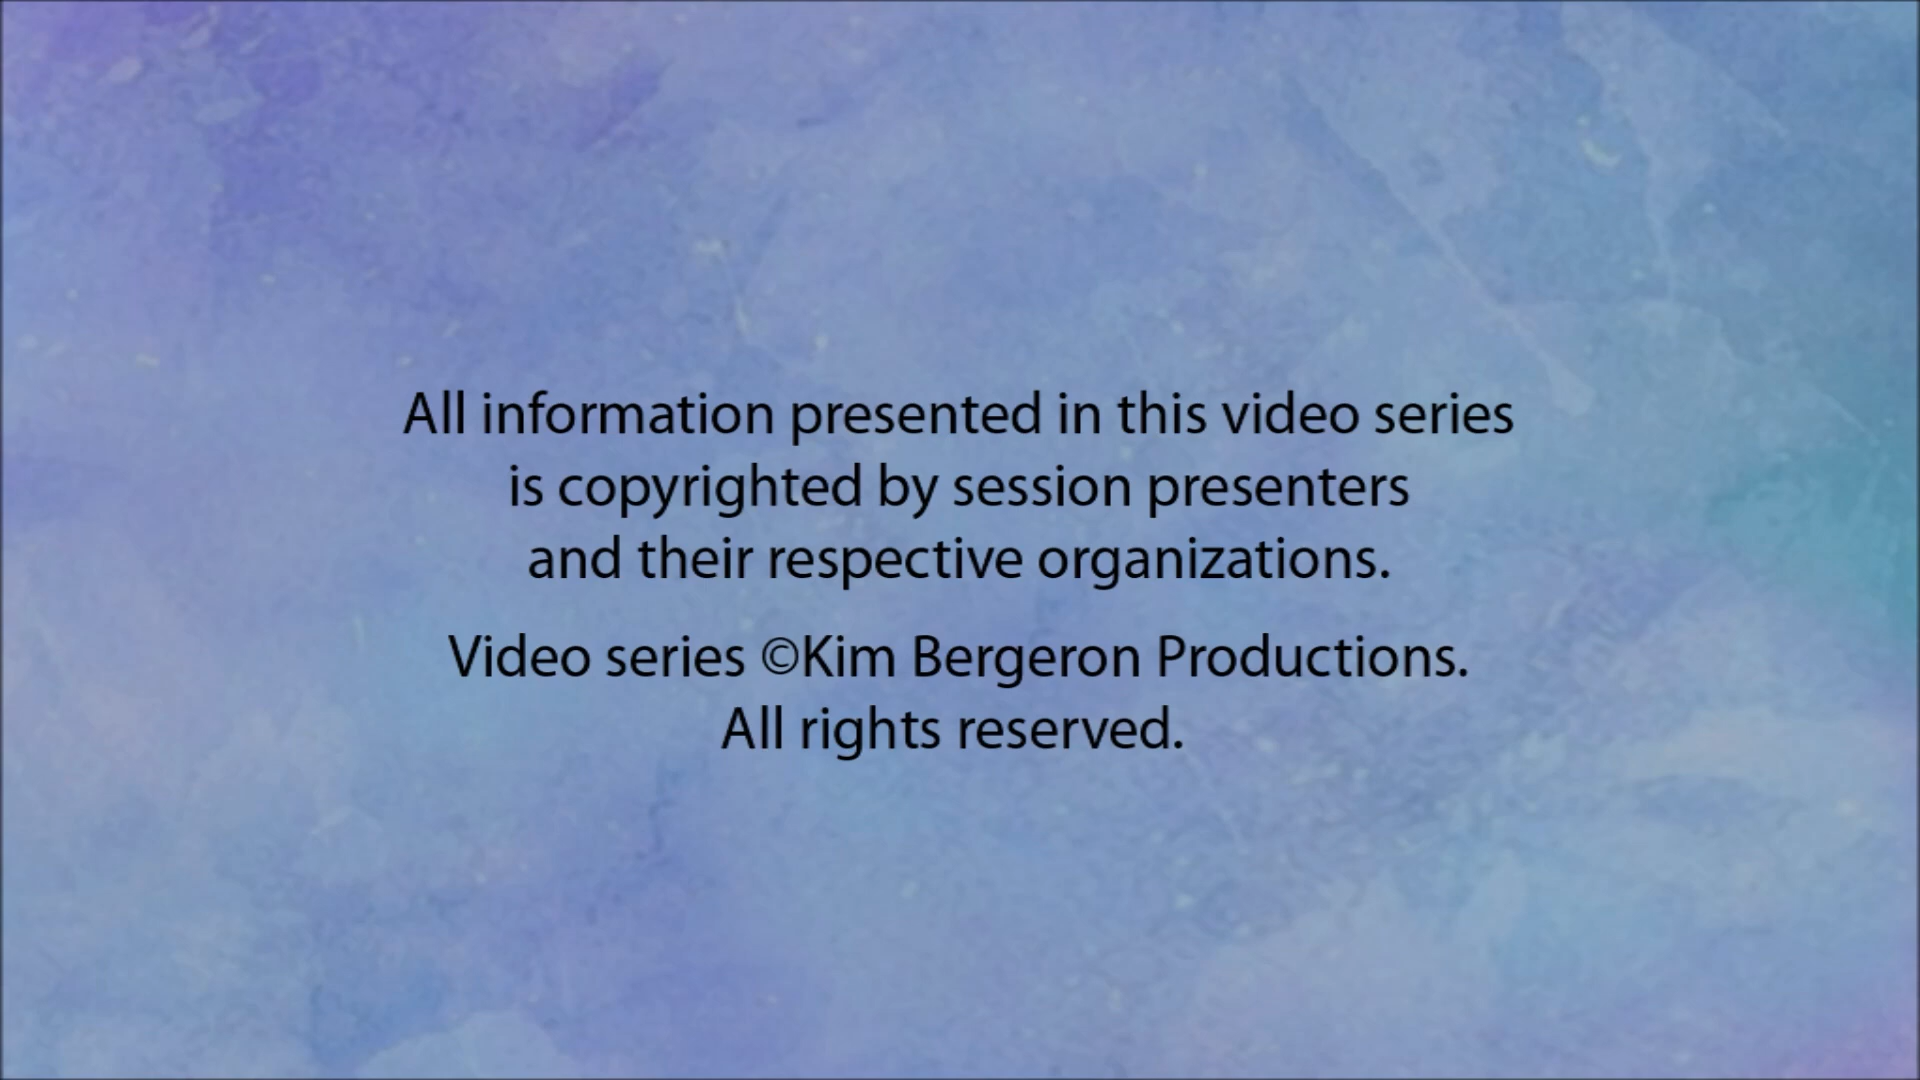 All information presented in this video series
is copyrighted by session presenters
and their respective organizations.
Video series ©Kim Bergeron Productions.
All rights reserved.